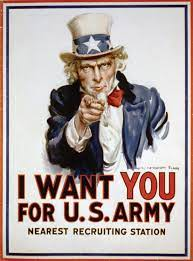 I WANT YOU
FOR U.S. ARMY
NEAREST RECRUITING STATION